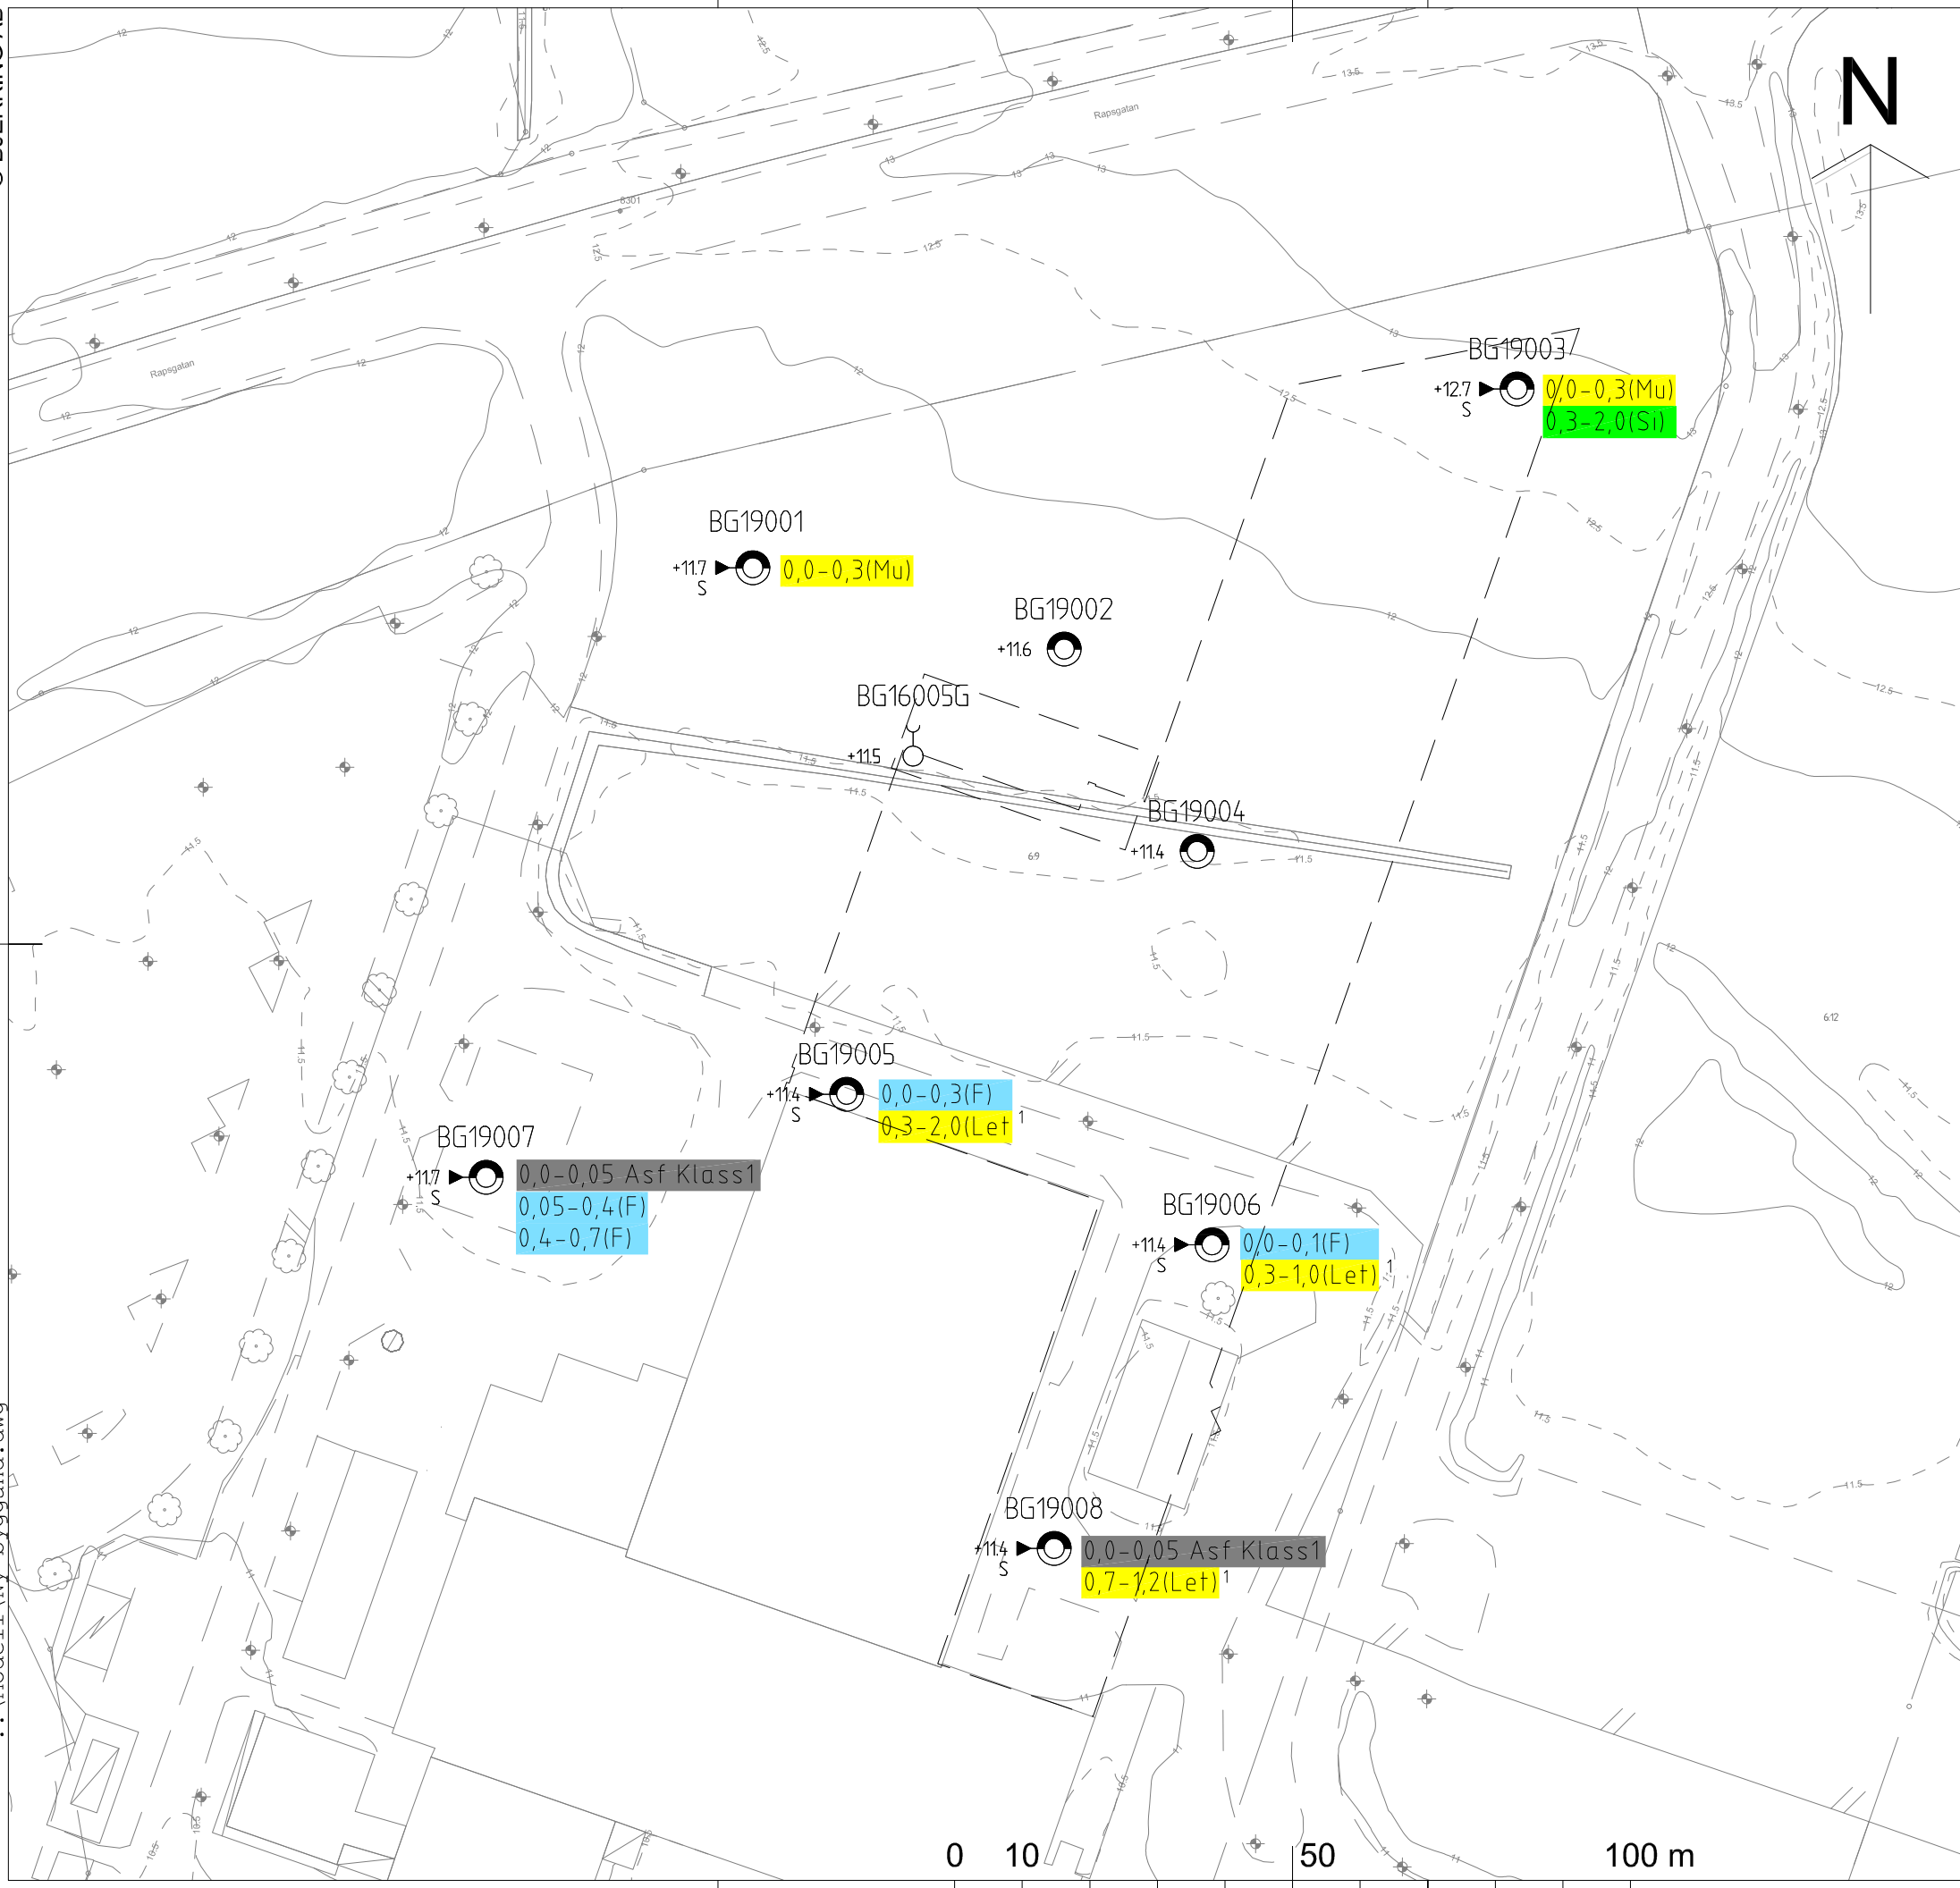 N
Rapsgatan
8301
Rapsgatan
BG19003
+12.7
S
0,0-0,3(Mu)
0,3-2,0(Si)
BG19001
+11.7
S
0,0-0,3(Mu)
BG19002
+11.6
BG16005G
+11.5
BG19004
+11.4
69
612
BG19005
+11.4
S
0,0-0,3(F)
0,3-2,0(Let 1
BG19007
+11.7
S
0,0-0,05 Asf Klass1
0,05-0,4(F)
0,4-0,7(F)
BG19006
+11.4
S
0,0-0,1(F)
0,3-1,0(Let) 1
BG19008
+11.4
S
0,0-0,05 Asf Klass1
0,7-1,2(Let) 1
0 10 50 100 m